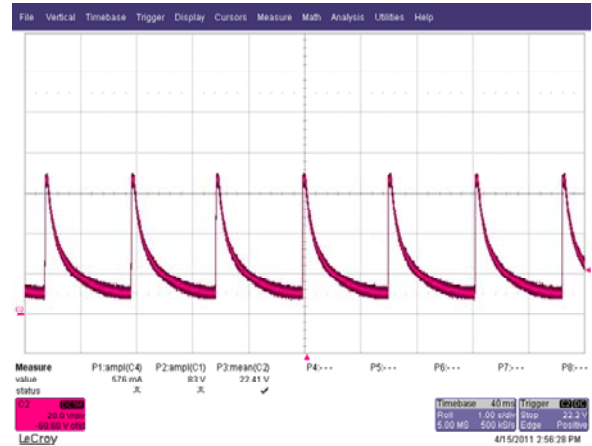 File Vertical Timebase Trigger Display Cursors Measure Math Analysis Utilities Help
C2
Measure P1:ampl(C4) P2:ampl(C1) P3:mean(C2) P4:- - - P5:- - - P6:- - - P7:- - - P8:- - -
value 576 mA 83 V 22.41 V
status
C2
20.0 V/div
-60.60 V ofst
Timebase 40 ms
Roll 1.00 s/div
5.00 MS 500 kS/s
Trigger C2 DC
Stop 22.2 V
Edge Positive
LeCroy
4/15/2011 2:56:28 PM